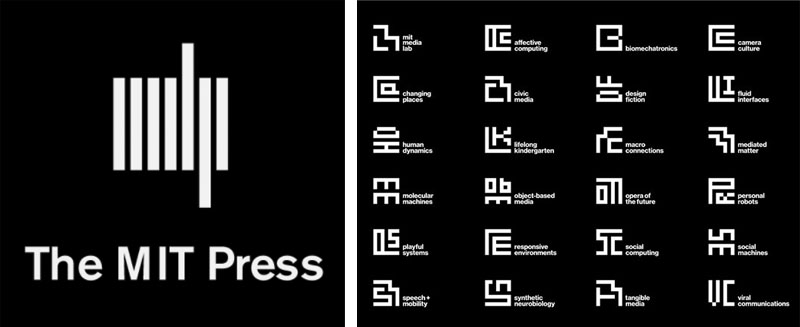 The MIT Press
mit
media
lab
affective
computing
biomechatronics
camera
culture
changing
places
civic
media
design
fiction
fluid
interfaces
human
dynamics
lifelong
kindergarten
macro
connections
mediated
matter
molecular
machines
object-based
media
opera of
the future
personal
robots
playful
systems
responsive
environments
social
computing
social
machines
speech+
mobility
synthetic
neurobiology
tangible
media
viral
communications